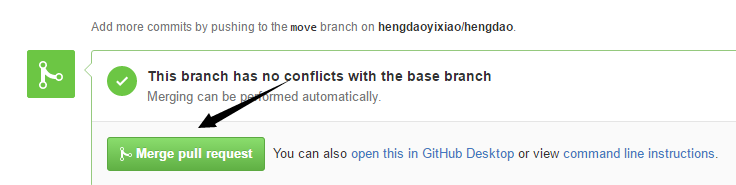 Add more commits by pushing to the move branch on hengdaoyixiao/hengdao.
This branch has no conflicts with the base branch
Merging can be performed automatically.
Merge pull request You can also open this in GitHub Desktop or view command line instructions.